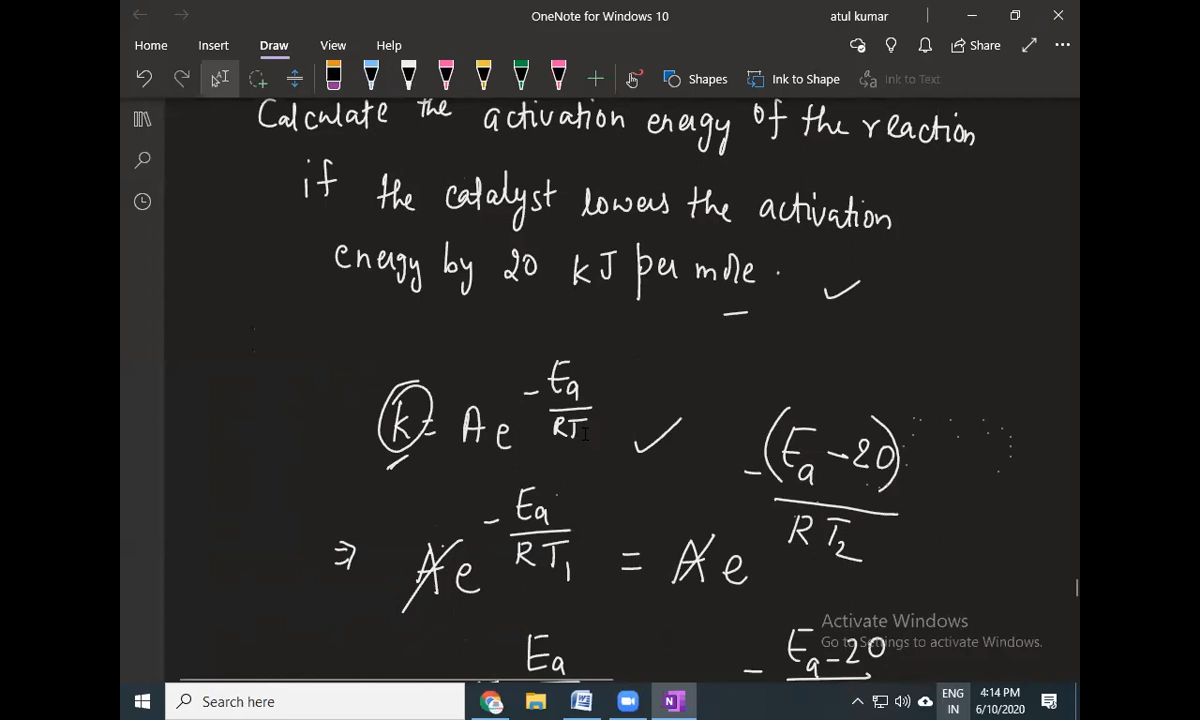 OneNote for Windows 10
atul kumar
Home Insert Draw View Help
Share
Shapes
Ink to Shape
Ink to Text
Calculate the activation energy of the reaction
if the catalyst lowers the activation
energy by 20 kJ per mole.
k = A e^(-Ea/RT)
⇒ A e^(-Ea/RT1) = A e^(-(Ea-20)/RT2)
Ea - Ea-20
Activate Windows
Go to Settings to activate Windows.
Search here
ENG
IN
4:14 PM
6/10/2020